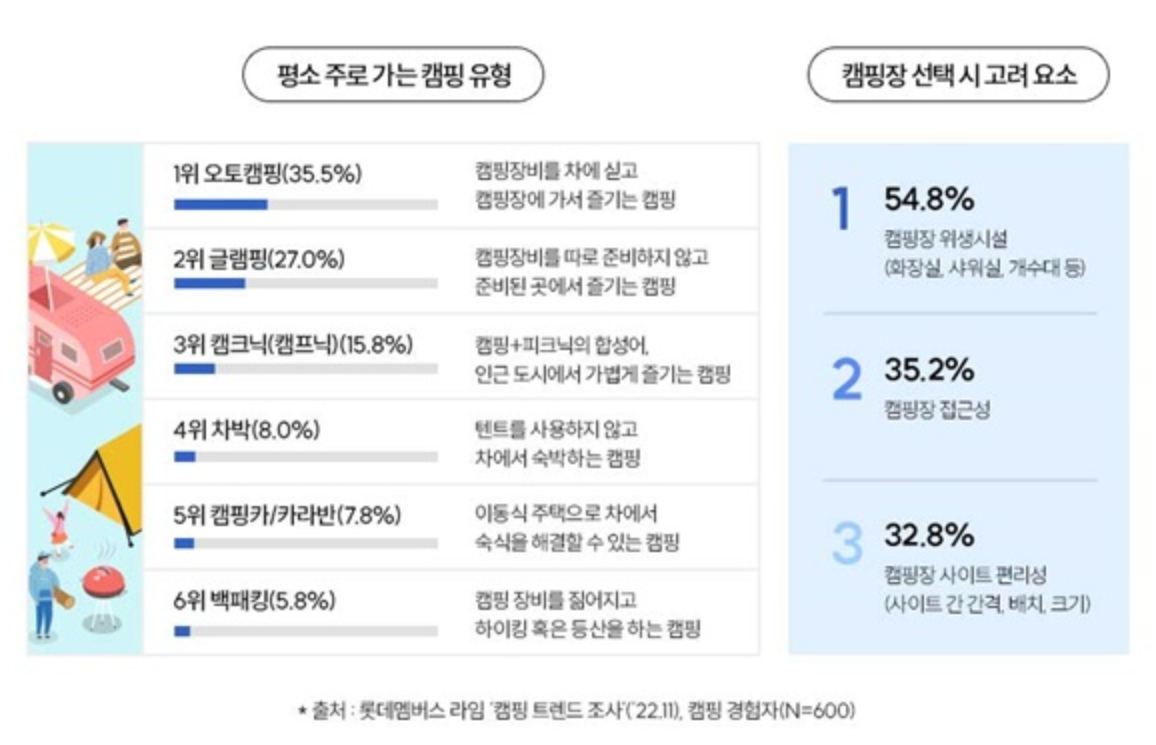 평소 주로 가는 캠핑 유형
1위 오토캠핑(35.5%)
캠핑장비를 차에 싣고
캠핑장에 가서 즐기는 캠핑
2위 글램핑(27.0%)
캠핑장비를 따로 준비하지 않고
준비된 곳에서 즐기는 캠핑
3위 캠크닉(캠프닉)(15.8%)
캠핑+피크닉의 합성어,
인근 도시에서 가볍게 즐기는 캠핑
4위 차박(8.0%)
텐트를 사용하지 않고
차에서 숙박하는 캠핑
5위 캠핑카/카라반(7.8%)
이동식 주택으로 차에서
숙식을 해결할 수 있는 캠핑
6위 백패킹(5.8%)
캠핑 장비를 짊어지고
하이킹 혹은 등산을 하는 캠핑
캠핑장 선택 시 고려 요소
1
54.8%
캠핑장 위생시설
(화장실, 샤워실, 개수대 등)
2
35.2%
캠핑장 접근성
3
32.8%
캠핑장 사이트 편리성
(사이트 간 간격, 배치, 크기)
* 출처 : 롯데멤버스 라임 '캠핑 트렌드 조사'('22.11), 캠핑 경험자(N=600)